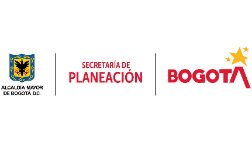 ALCALDÍA MAYOR
DE BOGOTÁ D.C.
SECRETARÍA DE
PLANEACIÓN
BOGOTÁ